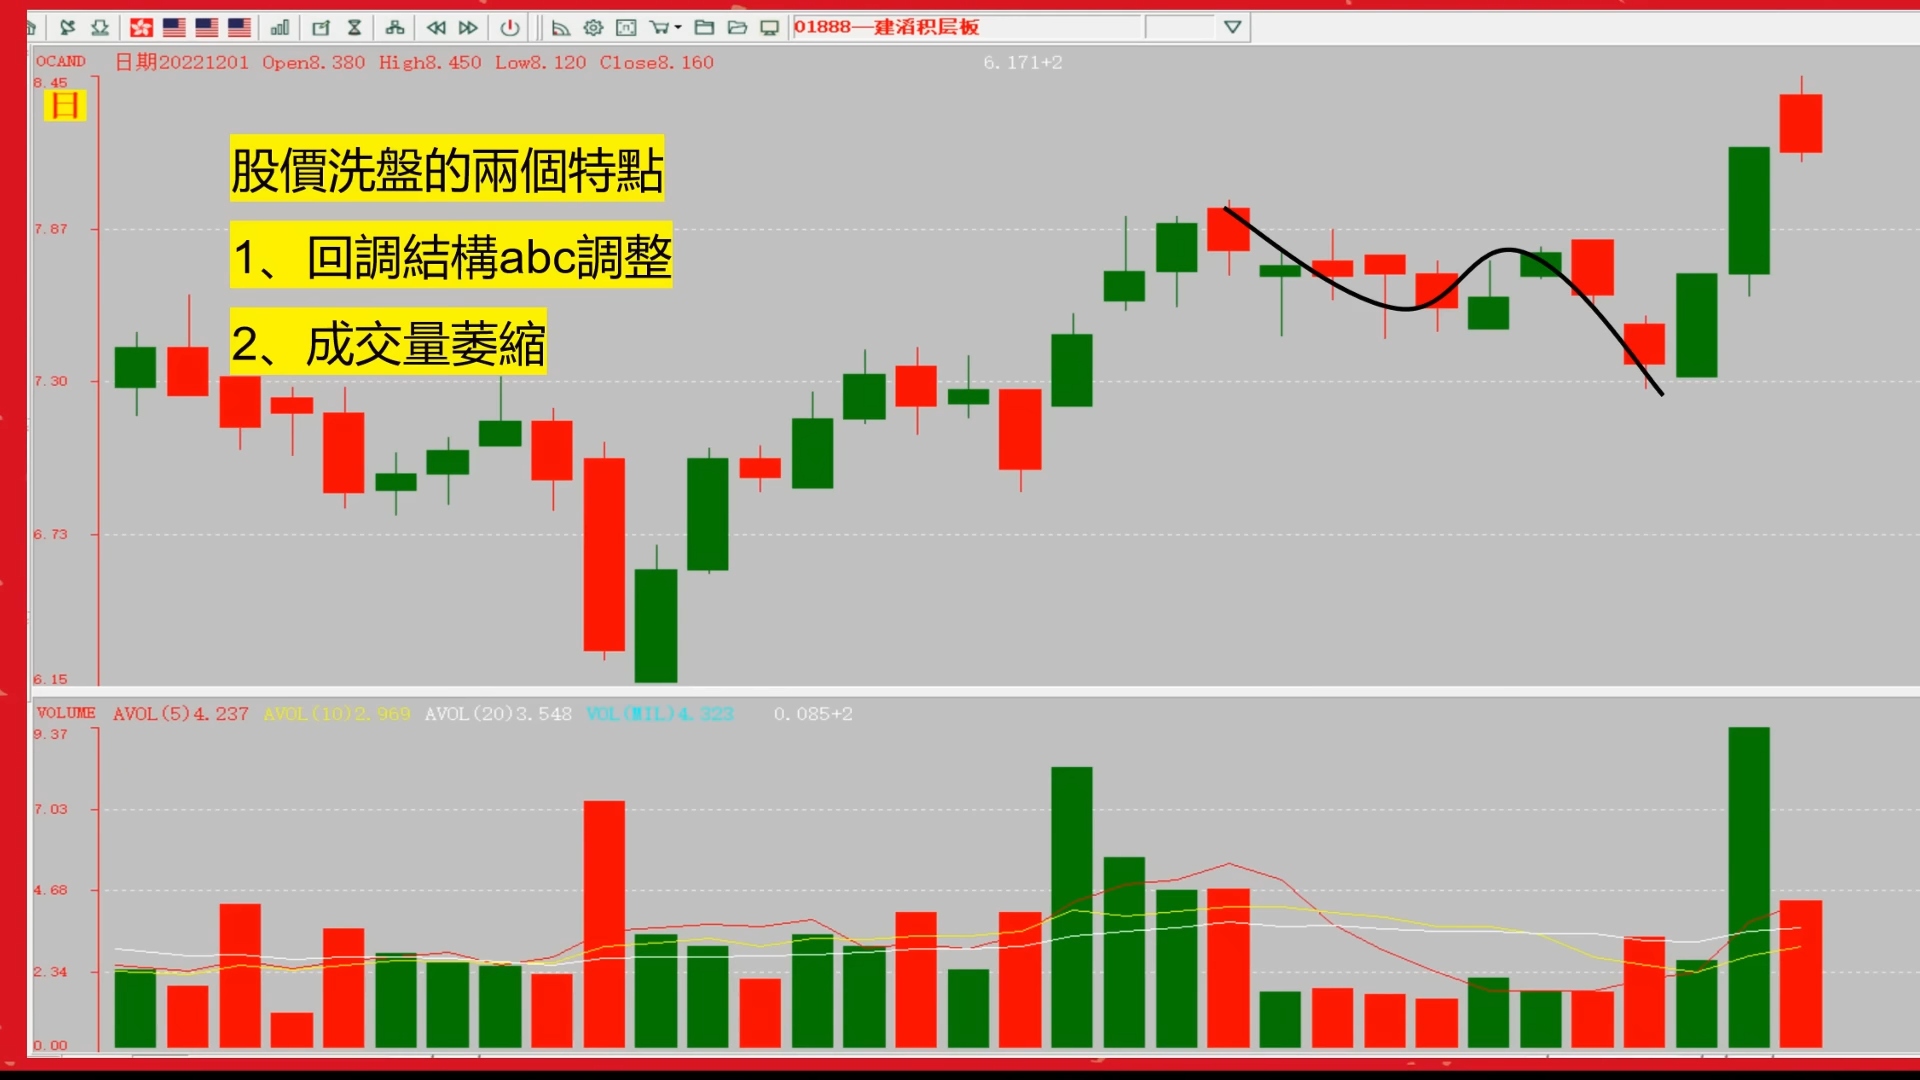 01888—建滔积层板
OCAND 日期20221201 Open8.380 High8.450 Low8.120 Close8.160 6.171+2
8.45
日
股價洗盤的兩個特點
7.87
1、回調結構abc調整
2、成交量萎縮
7.30
6.73
6.15
VOLUME AVOL(5)4.237 AVOL(10)2.969 AVOL(20)3.548 VOL(MIL)4.323 0.085+2
9.37
7.03
4.68
2.34
0.00